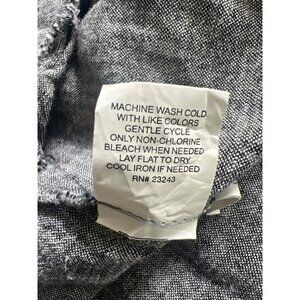 MACHINE WASH COLD
WITH LIKE COLORS
GENTLE CYCLE
ONLY NON-CHLORINE
BLEACH WHEN NEEDED
LAY FLAT TO DRY
COOL IRON IF NEEDED
RN# 23243